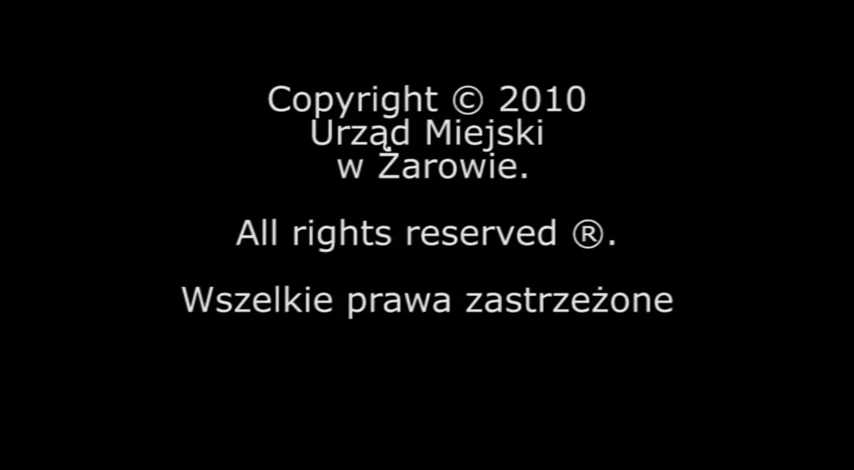 Copyright © 2010
Urząd Miejski
w Żarowie.
All rights reserved ®.
Wszelkie prawa zastrzeżone